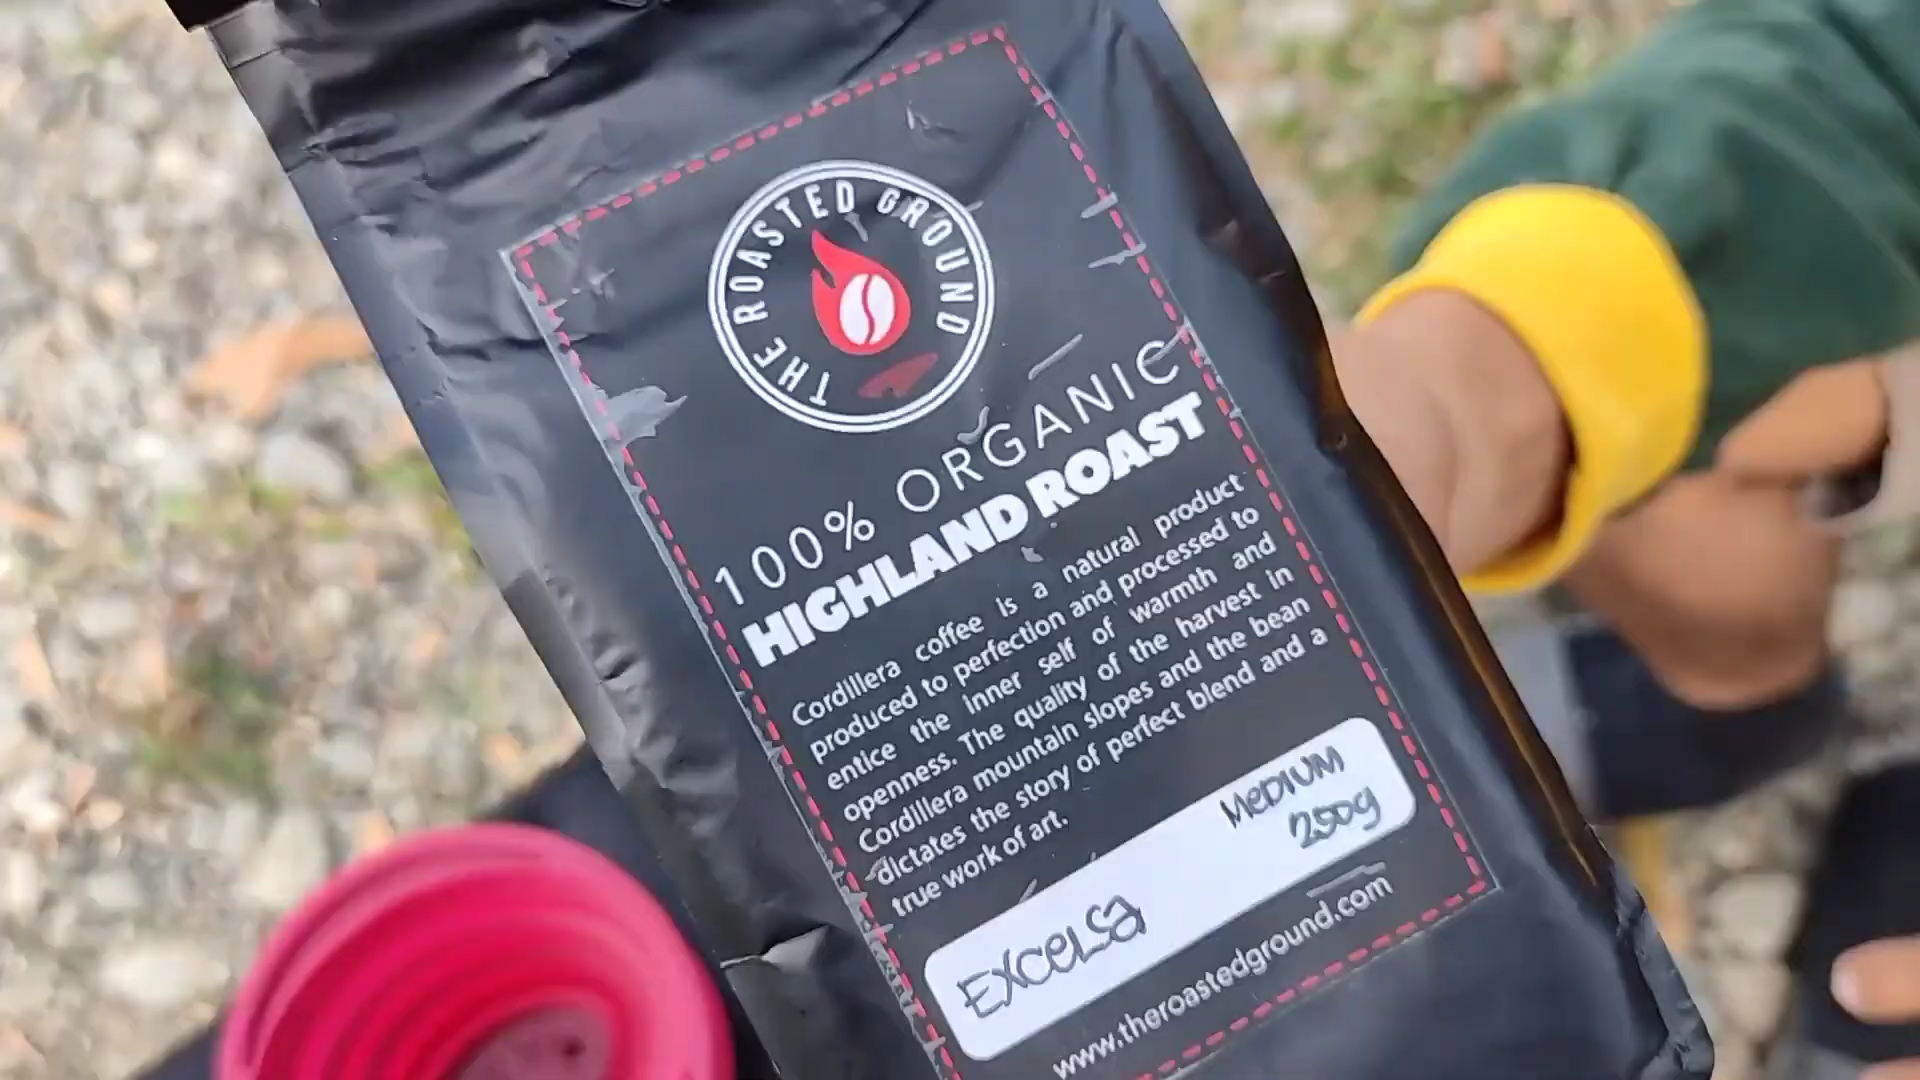 THE ROASTED GROUND
100% ORGANIC
HIGHLAND ROAST
Cordillera coffee is a natural product
produced to perfection and processed to
entice the inner self of warmth and
openness. The quality of the harvest in
Cordillera mountain slopes and the bean
dictates the story of perfect blend and a
true work of art.
MEDIUM
250g
EXCELSA
www.theroastedground.com